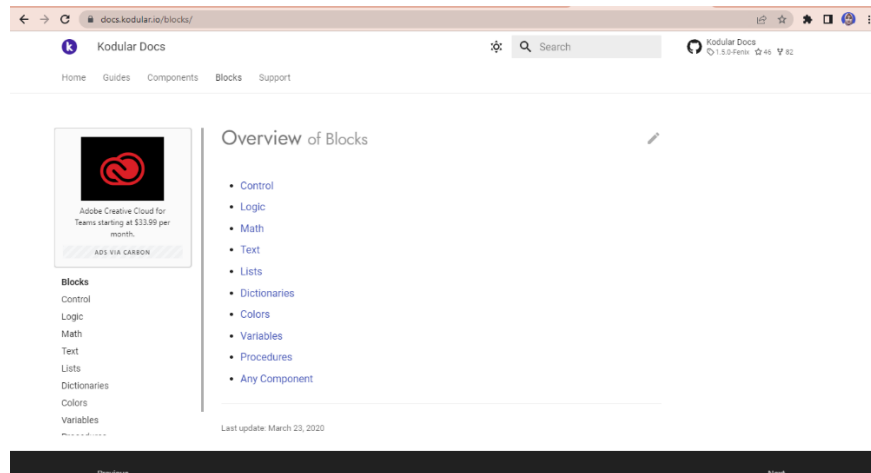 docs.kodular.io/blocks/
Kodular Docs
Search
Kodular Docs
1.5.0-Fenix 46 82
Home Guides Components Blocks Support
Adobe Creative Cloud for
Teams starting at $33.99 per
month.
ADS VIA CARBON
Blocks
Control
Logic
Math
Text
Lists
Dictionaries
Colors
Variables
Procedures
Overview of Blocks
• Control
• Logic
• Math
• Text
• Lists
• Dictionaries
• Colors
• Variables
• Procedures
• Any Component
Last update: March 23, 2020
Previous
Next